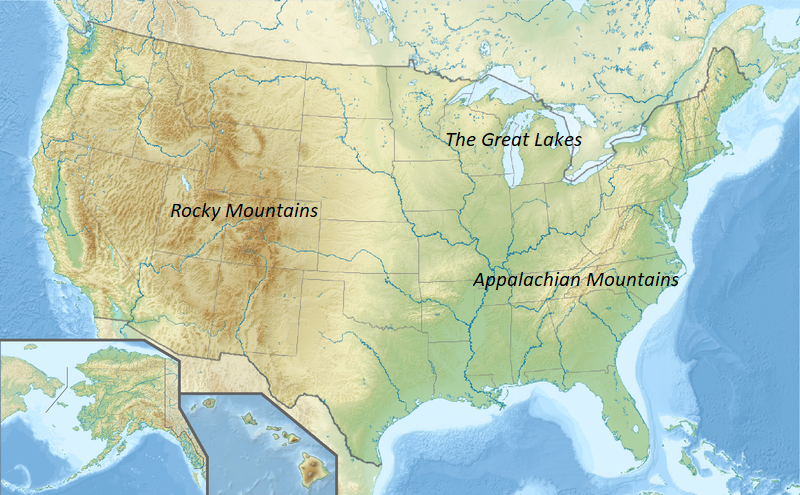 The Great Lakes
Rocky Mountains
Appalachian Mountains